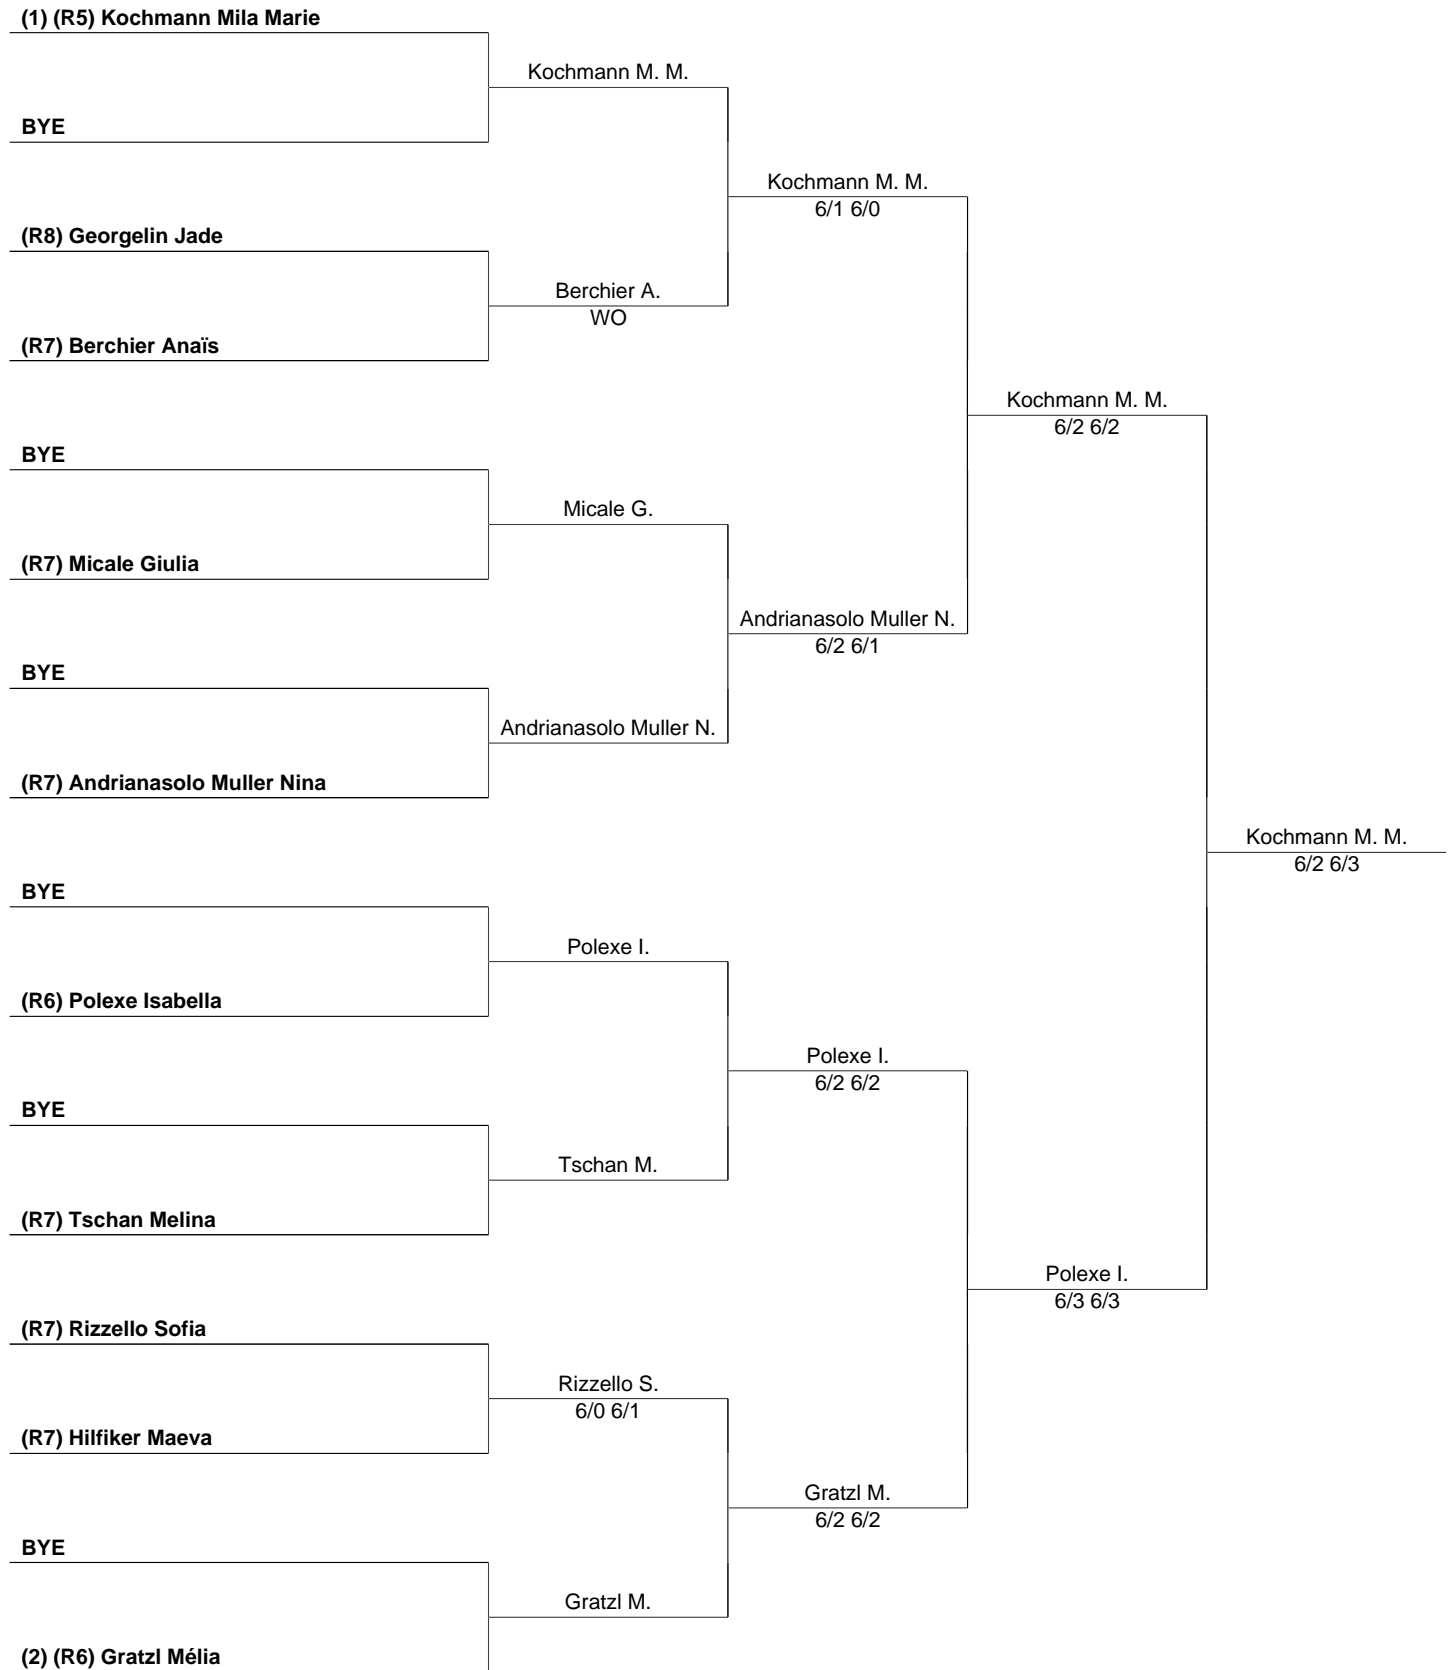 (1) (R5) Kochmann Mila Marie
Kochmann M. M.
BYE
Kochmann M. M.
6/1 6/0
(R8) Georgelin Jade
Berchier A.
WO
(R7) Berchier Anaïs
Kochmann M. M.
6/2 6/2
BYE
Micale G.
(R7) Micale Giulia
Andrianasolo Muller N.
6/2 6/1
BYE
Andrianasolo Muller N.
(R7) Andrianasolo Muller Nina
Kochmann M. M.
6/2 6/3
BYE
Polexe I.
(R6) Polexe Isabella
Polexe I.
6/2 6/2
BYE
Tschan M.
(R7) Tschan Melina
Polexe I.
6/3 6/3
(R7) Rizzello Sofia
Rizzello S.
6/0 6/1
(R7) Hilfiker Maeva
Gratzl M.
6/2 6/2
BYE
Gratzl M.
(2) (R6) Gratzl Mélia